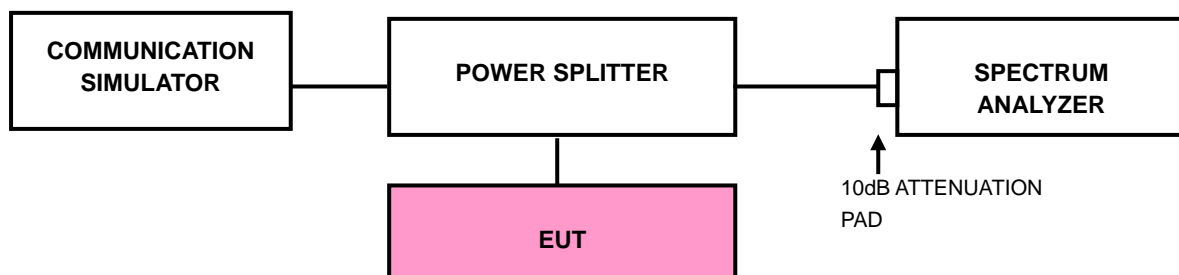 COMMUNICATION
SIMULATOR
POWER SPLITTER
SPECTRUM
ANALYZER
10dB ATTENUATION
PAD
EUT